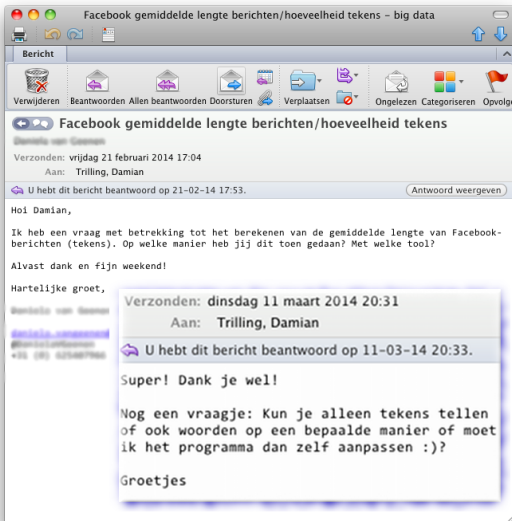 Facebook gemiddelde lengte berichten/hoeveelheid tekens – big data
Bericht
Verwijderen Beantwoorden Allen beantwoorden Doorsturen Verplaatsen Ongelezen Categoriseren Opvolg
Facebook gemiddelde lengte berichten/hoeveelheid tekens
Verzonden: vrijdag 21 februari 2014 17:04
Aan: Trilling, Damian
U hebt dit bericht beantwoord op 21-02-14 17:53. Antwoord weergeven
Hoi Damian,
Ik heb een vraag met betrekking tot het berekenen van de gemiddelde lengte van Facebook-
berichten (tekens). Op welke manier heb jij dit toen gedaan? Met welke tool?
Alvast dank en fijn weekend!
Hartelijke groet,
Verzonden: dinsdag 11 maart 2014 20:31
Aan: Trilling, Damian
U hebt dit bericht beantwoord op 11-03-14 20:33.
Super! Dank je wel!
Nog een vraagje: Kun je alleen tekens tellen
of ook woorden op een bepaalde manier of moet
ik het programma dan zelf aanpassen :)?
Groetjes